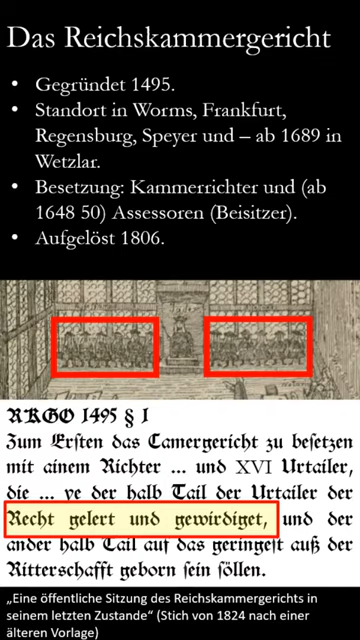 Das Reichskammergericht
• Gegründet 1495.
• Standort in Worms, Frankfurt,
Regensburg, Speyer und – ab 1689 in
Wetzlar.
• Besetzung: Kammerrichter und (ab
1648 50) Assessoren (Beisitzer).
• Aufgelöst 1806.
RKGO 1495 § 1
Zum Ersten das Camergericht zu besetzen
mit ainem Richter ... und XVI Urtailer,
die ... ye der halb Tail der Urtailer der
Recht gelert und gewirdiget, und der
ander halb Tail auf das geringest auß der
Ritterschafft geborn sein söllen.
„Eine öffentliche Sitzung des Reichskammergerichts in
seinem letzten Zustande“ (Stich von 1824 nach einer
älteren Vorlage)